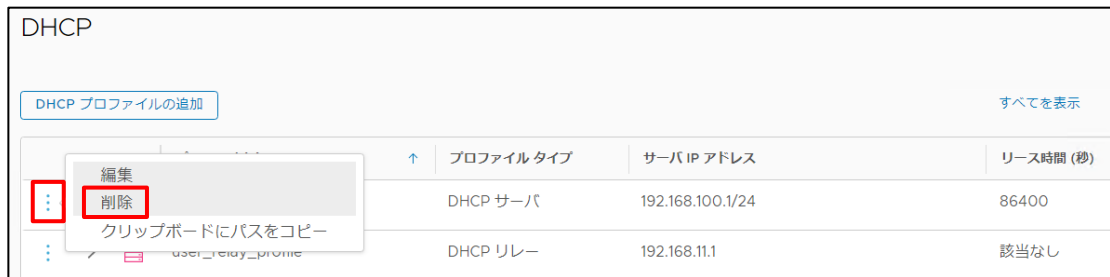 DHCP
DHCP プロファイルの追加
すべてを表示
プロファイル タイプ
サーバ IP アドレス
リース時間 (秒)
編集
削除
クリップボードにパスをコピー
DHCP サーバ
192.168.100.1/24
86400
user_relay_profile
DHCP リレー
192.168.11.1
該当なし